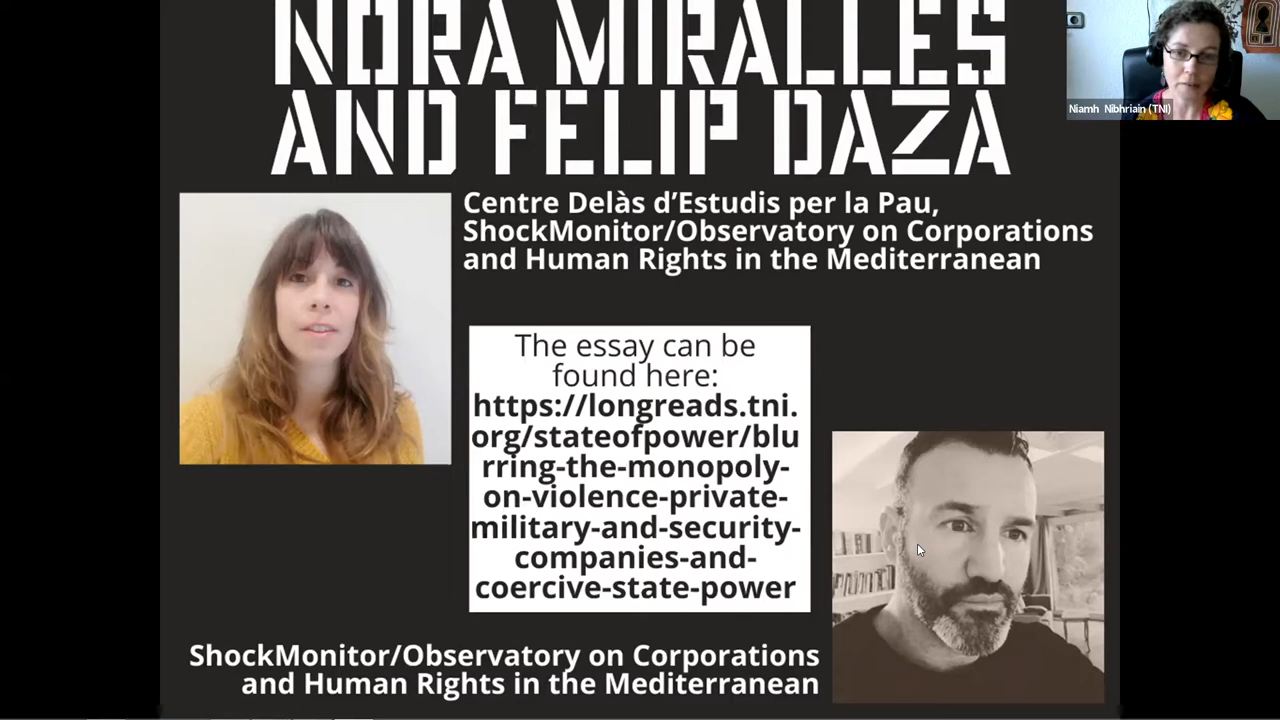 NORA MIRALLES
AND FELIP DAZA
Niamh Nibhriain (TNI)
Centre Delàs d'Estudis per la Pau,
ShockMonitor/Observatory on Corporations
and Human Rights in the Mediterranean
The essay can be
found here:
https://longreads.tni.
org/stateofpower/blu
rring-the-monopoly-
on-violence-private-
military-and-security-
companies-and-
coercive-state-power
ShockMonitor/Observatory on Corporations
and Human Rights in the Mediterranean